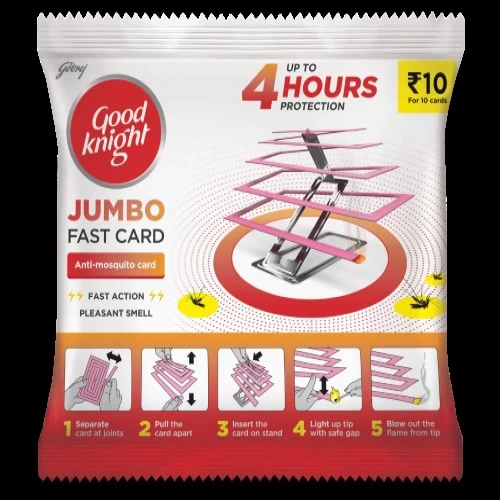 Godrej
Good
knight
JUMBO
FAST CARD
Anti-mosquito card
FAST ACTION
PLEASANT SMELL
UP TO
4 HOURS
PROTECTION
₹10
For 10 cards
1 Separate
card at joints
2 Pull the
card apart
3 Insert the
card on stand
4 Light up tip
with safe gap
5 Blow out the
flame from tip